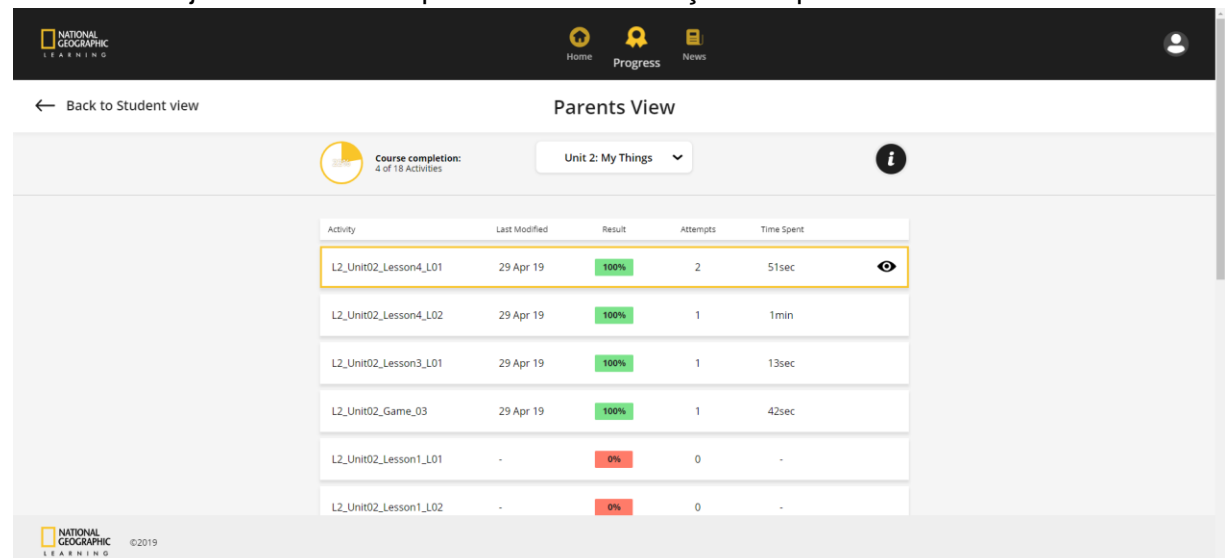 NATIONAL
GEOGRAPHIC
LEARNING
Home
Progress
News
Back to Student view
Parents View
Course completion:
4 of 18 Activities
Unit 2: My Things
i
Activity Last Modified Result Attempts Time Spent
L2_Unit02_Lesson4_L01 29 Apr 19 100% 2 51sec
L2_Unit02_Lesson4_L02 29 Apr 19 100% 1 1min
L2_Unit02_Lesson3_L01 29 Apr 19 100% 1 13sec
L2_Unit02_Game_03 29 Apr 19 100% 1 42sec
L2_Unit02_Lesson1_L01 - 0% 0 -
L2_Unit02_Lesson1_L02 - 0% 0 -
NATIONAL
GEOGRAPHIC
LEARNING
©2019